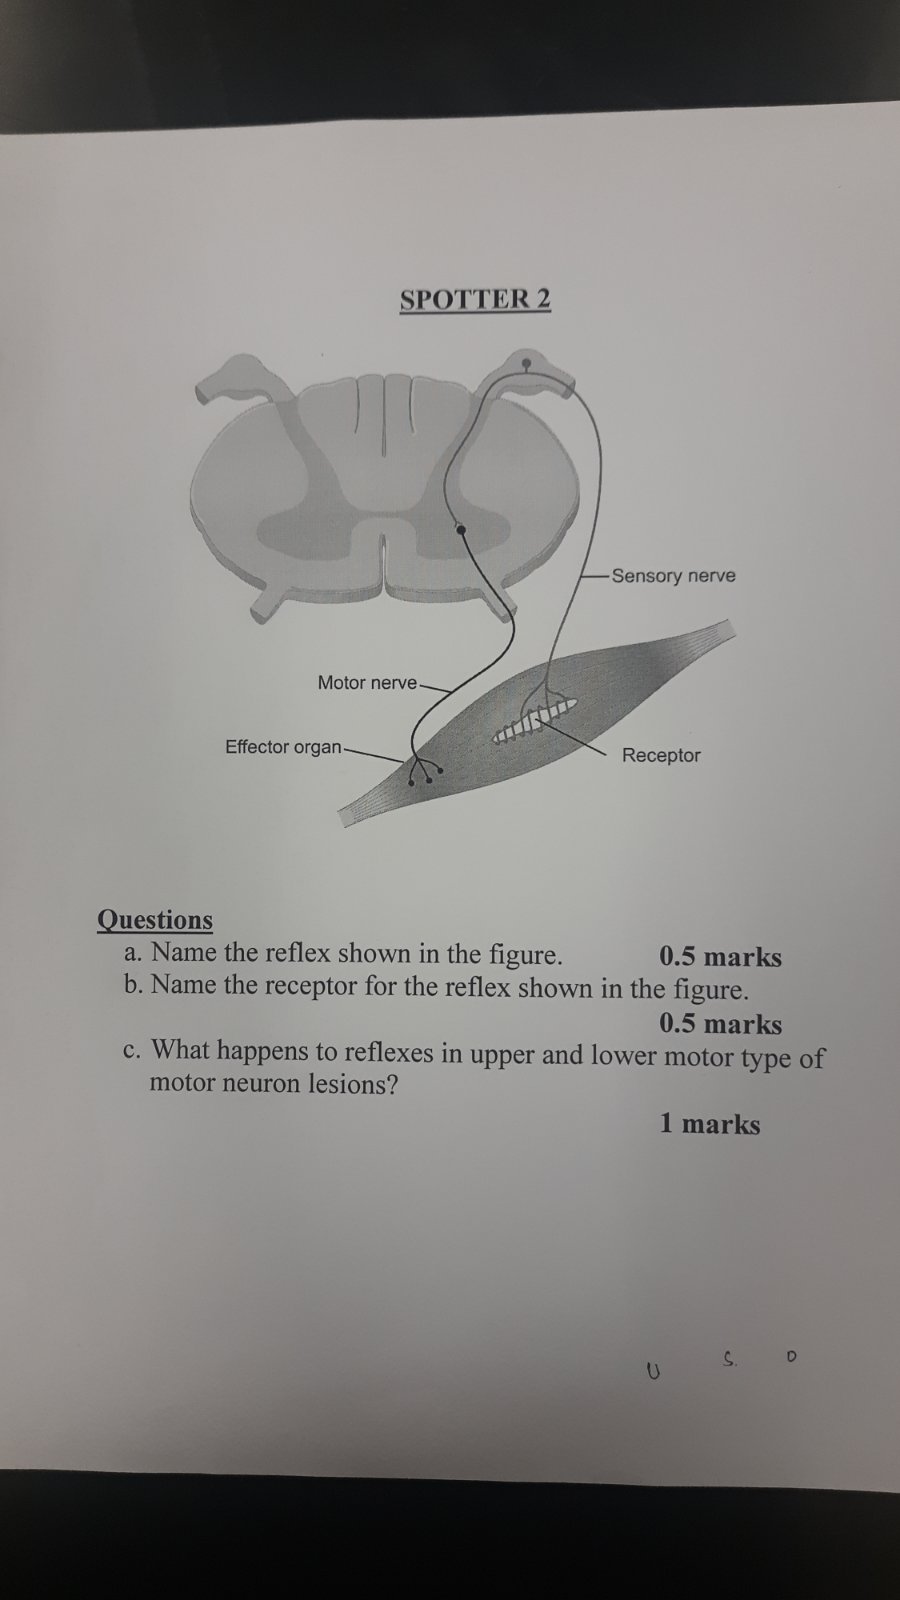 SPOTTER 2
Sensory nerve
Motor nerve
Effector organ
Receptor
Questions
a. Name the reflex shown in the figure. 0.5 marks
b. Name the receptor for the reflex shown in the figure.
0.5 marks
c. What happens to reflexes in upper and lower motor type of
motor neuron lesions?
1 marks
U S. D